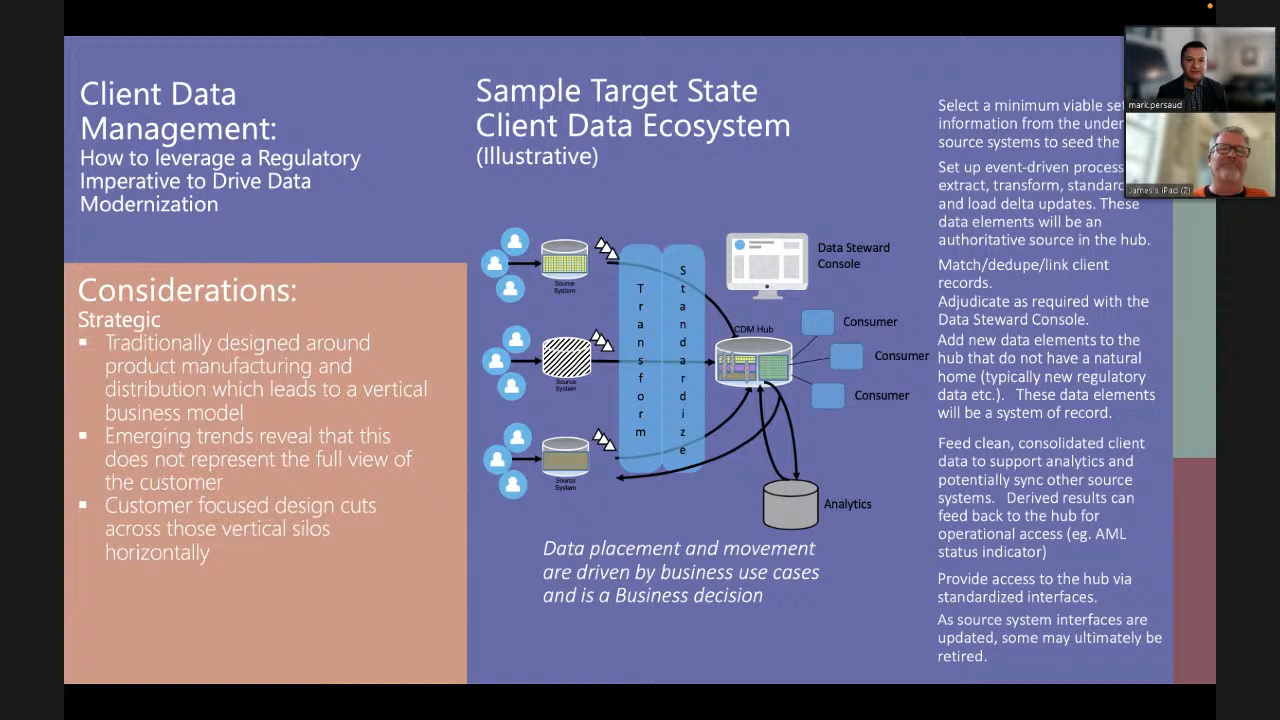 Client Data
Management:
How to leverage a Regulatory
Imperative to Drive Data
Modernization
Considerations:
Strategic
▪ Traditionally designed around
product manufacturing and
distribution which leads to a vertical
business model
▪ Emerging trends reveal that this
does not represent the full view of
the customer
▪ Customer focused design cuts
across those vertical silos
horizontally
Sample Target State
Client Data Ecosystem
(Illustrative)
Source
System
Source
System
Source
System
Transform
Standardize
Data Steward
Console
CDM Hub
Consumer
Consumer
Consumer
Analytics
Data placement and movement
are driven by business use cases
and is a Business decision
Select a minimum viable
information from the
source systems to seed the
Set up event-driven
extract, transform,
and load delta updates. These
data elements will be an
authoritative source in the hub.
Match/dedupe/link client
records.
Adjudicate as required with the
Data Steward Console.
Add new data elements to the
hub that do not have a natural
home (typically new regulatory
data etc.). These data elements
will be a system of record.
Feed clean, consolidated client
data to support analytics and
potentially sync other source
systems. Derived results can
feed back to the hub for
operational access (eg. AML
status indicator)
Provide access to the hub via
standardized interfaces.
As source system interfaces are
updated, some may ultimately be
retired.
mark.persaud
James's iPad (2)